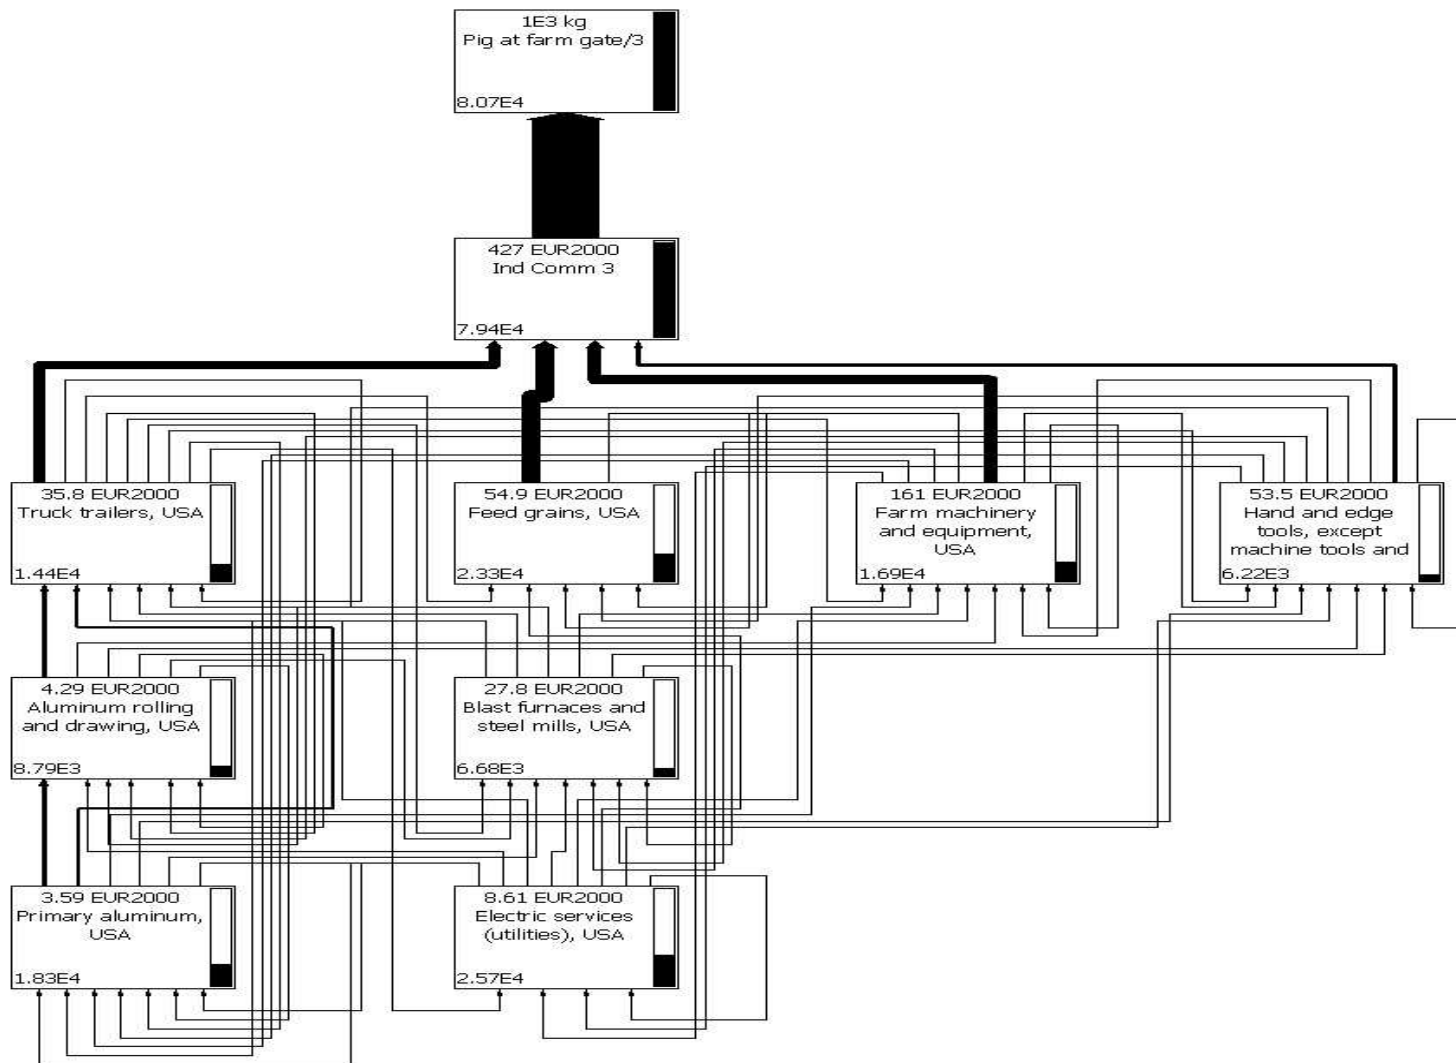 1E3 kg
Pig at farm gate/3
8.07E4
427 EUR2000
Ind Comm 3
7.94E4
35.8 EUR2000
Truck trailers, USA
1.44E4
54.9 EUR2000
Feed grains, USA
2.33E4
161 EUR2000
Farm machinery
and equipment,
USA
1.69E4
53.5 EUR2000
Hand and edge
tools, except
machine tools and
6.22E3
4.29 EUR2000
Aluminum rolling
and drawing, USA
8.79E3
27.8 EUR2000
Blast furnaces and
steel mills, USA
6.68E3
3.59 EUR2000
Primary aluminum,
USA
1.83E4
8.61 EUR2000
Electric services
(utilities), USA
2.57E4